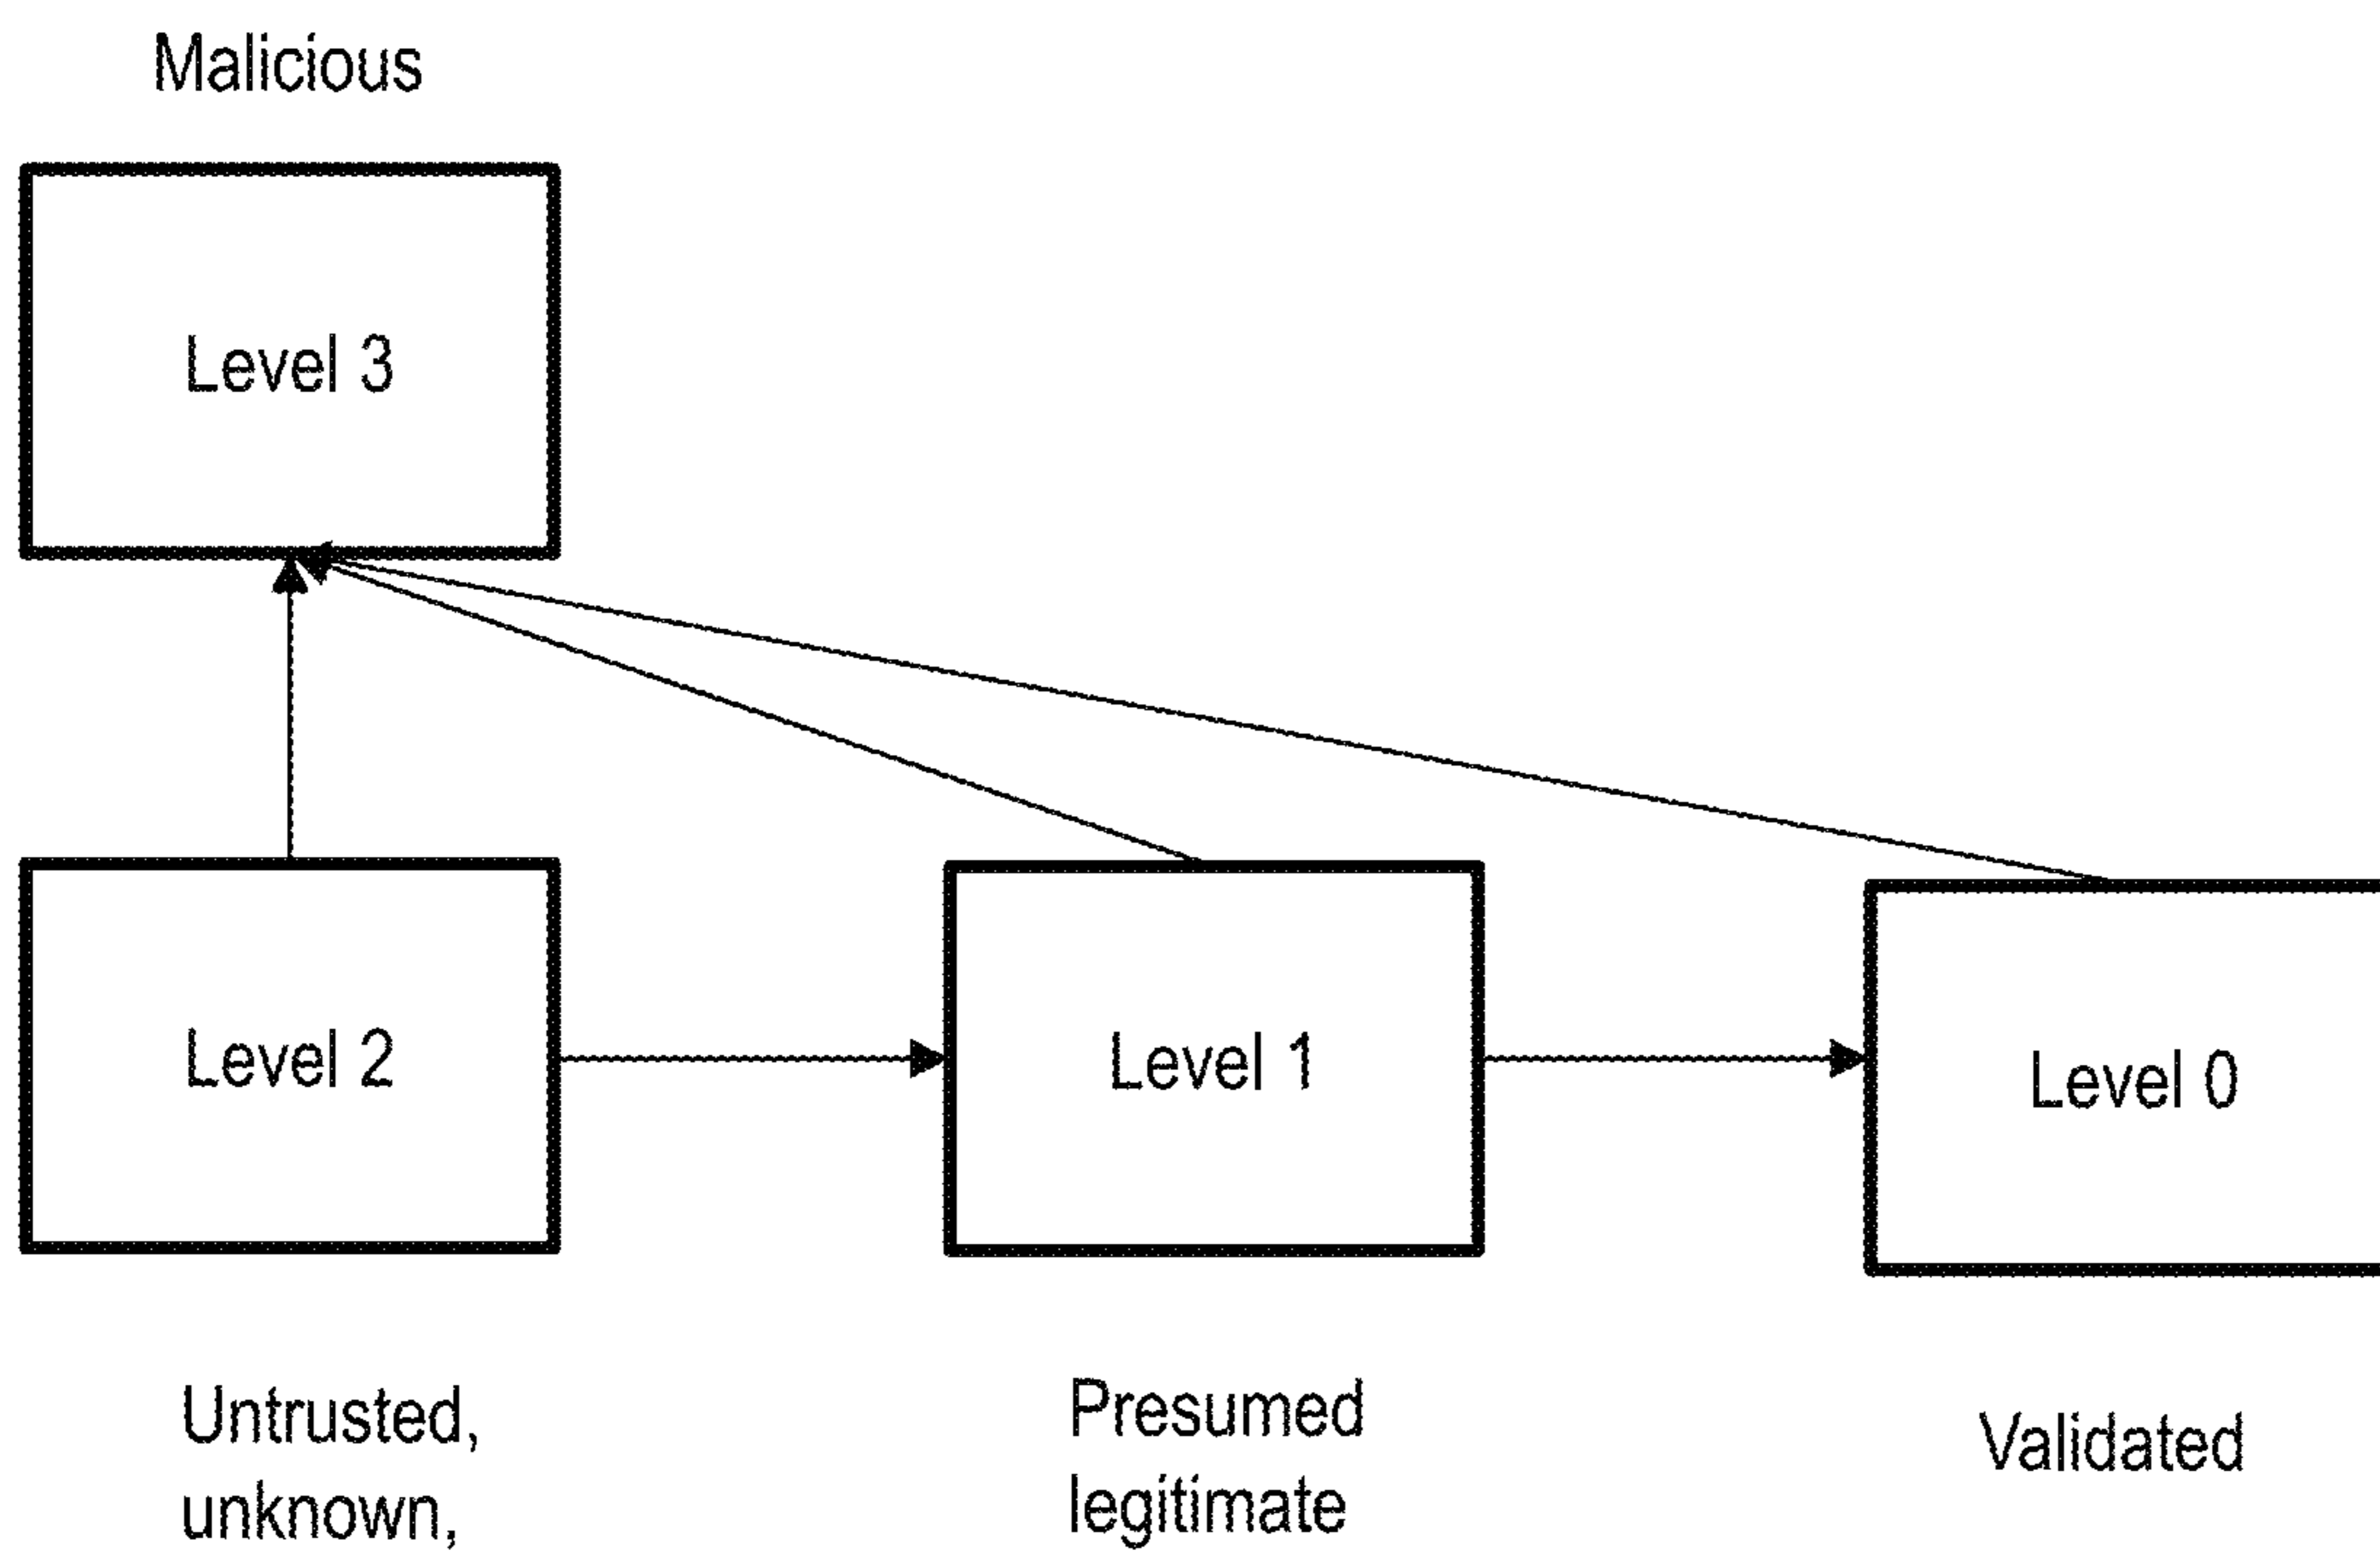 Malicious
Level 3
Level 2
Level 1
Level 0
Untrusted,
unknown,
Presumed
legitimate
Validated